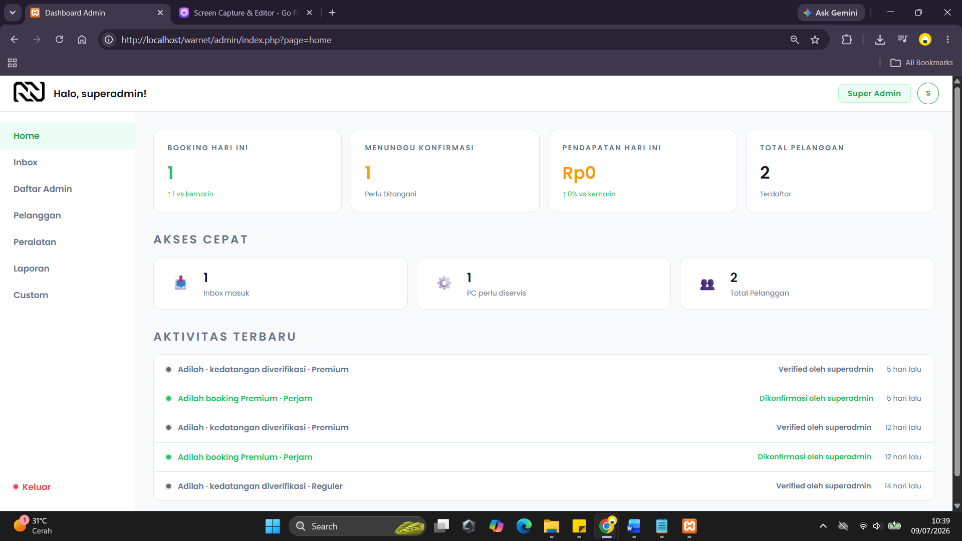 Dashboard Admin
Screen Capture & Editor - Go F
Ask Gemini
http://localhost/warnet/admin/index.php?page=home
All Bookmarks
Halo, superadmin!
Super Admin
S
Home
Inbox
Daftar Admin
Pelanggan
Peralatan
Laporan
Custom
Keluar
BOOKING HARI INI
1
↑ 1 vs kemarin
MENUNGGU KONFIRMASI
1
Perlu Ditangani
PENDAPATAN HARI INI
Rp0
↑ 0% vs kemarin
TOTAL PELANGGAN
2
Terdaftar
AKSES CEPAT
1
Inbox masuk
1
PC perlu diservis
2
Total Pelanggan
AKTIVITAS TERBARU
Adilah · kedatangan diverifikasi · Premium Verified oleh superadmin 5 hari lalu
Adilah booking Premium · Perjam Dikonfirmasi oleh superadmin 5 hari lalu
Adilah · kedatangan diverifikasi · Premium Verified oleh superadmin 12 hari lalu
Adilah booking Premium · Perjam Dikonfirmasi oleh superadmin 12 hari lalu
Adilah · kedatangan diverifikasi · Reguler Verified oleh superadmin 14 hari lalu
1
31°C
Cerah
Search
10:39
09/07/2026